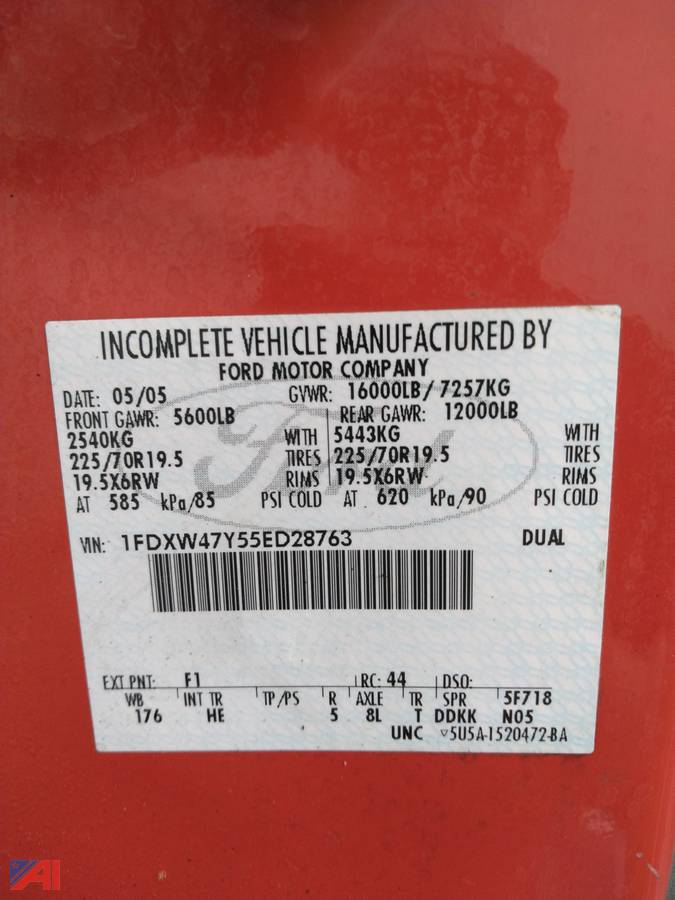 INCOMPLETE VEHICLE MANUFACTURED BY
FORD MOTOR COMPANY
DATE: 05/05 GVWR: 16000LB/ 7257KG
FRONT GAWR: 5600LB REAR GAWR: 12000LB
2540KG WITH 5443KG WITH
225/70R19.5 TIRES 225/70R19.5 TIRES
19.5X6RW RIMS 19.5X6RW RIMS
AT 585 kPa/85 PSI COLD AT 620 kPa/90 PSI COLD
Ford
VIN: 1FDXW47Y55ED28763 DUAL
EXT PNT: F1 RC: 44 DSO:
WB INT TR TP/PS R AXLE TR SPR 5F718
176 HE 5 8L T DDKK N05
UNC ▽5U5A-1520472-BA
AI